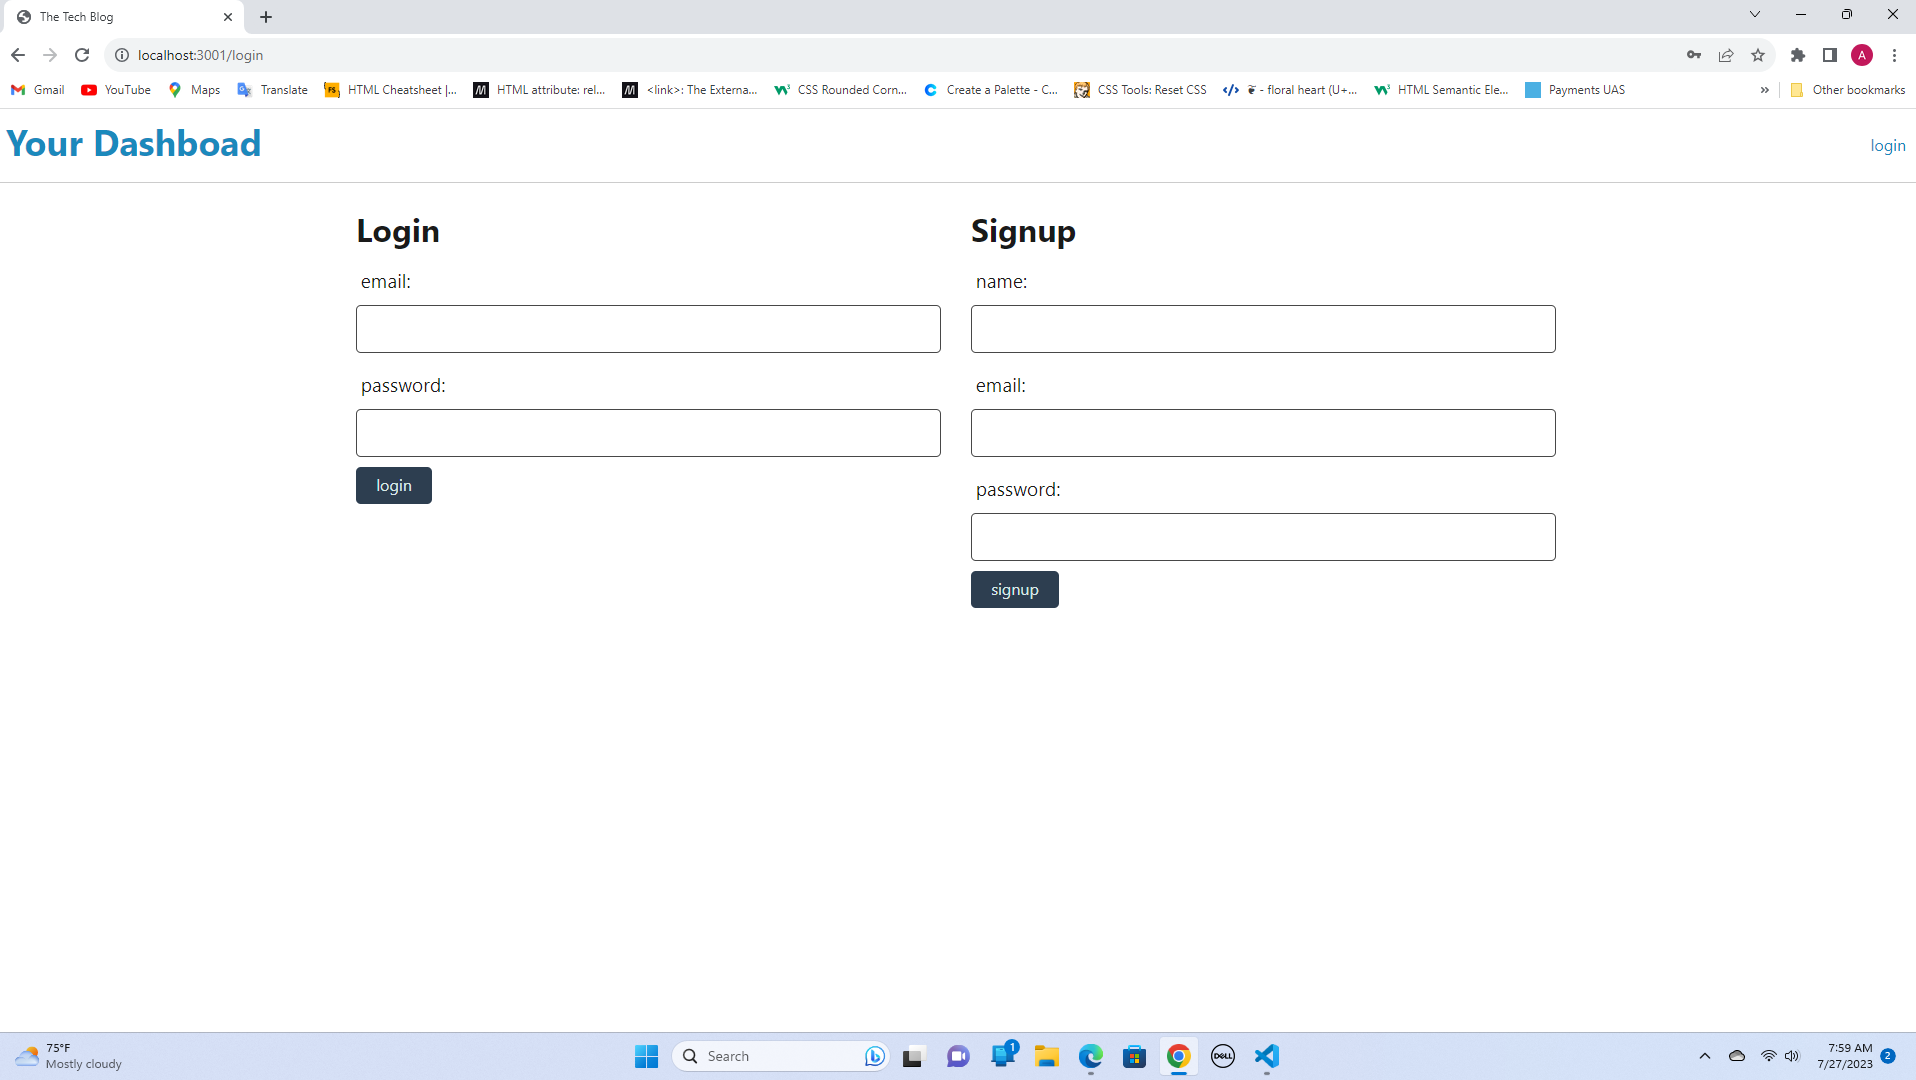 The Tech Blog
localhost:3001/login
Gmail YouTube Maps Translate HTML Cheatsheet |... HTML attribute: rel... <link>: The Externa... CSS Rounded Corn... Create a Palette - C... CSS Tools: Reset CSS - floral heart (U+... HTML Semantic Ele... Payments UAS » Other bookmarks
Your Dashboad login
Login Signup
email: name:
password: email:
login password:
signup
75°F
Mostly cloudy
Search
1
DELL
7:59 AM
7/27/2023
2